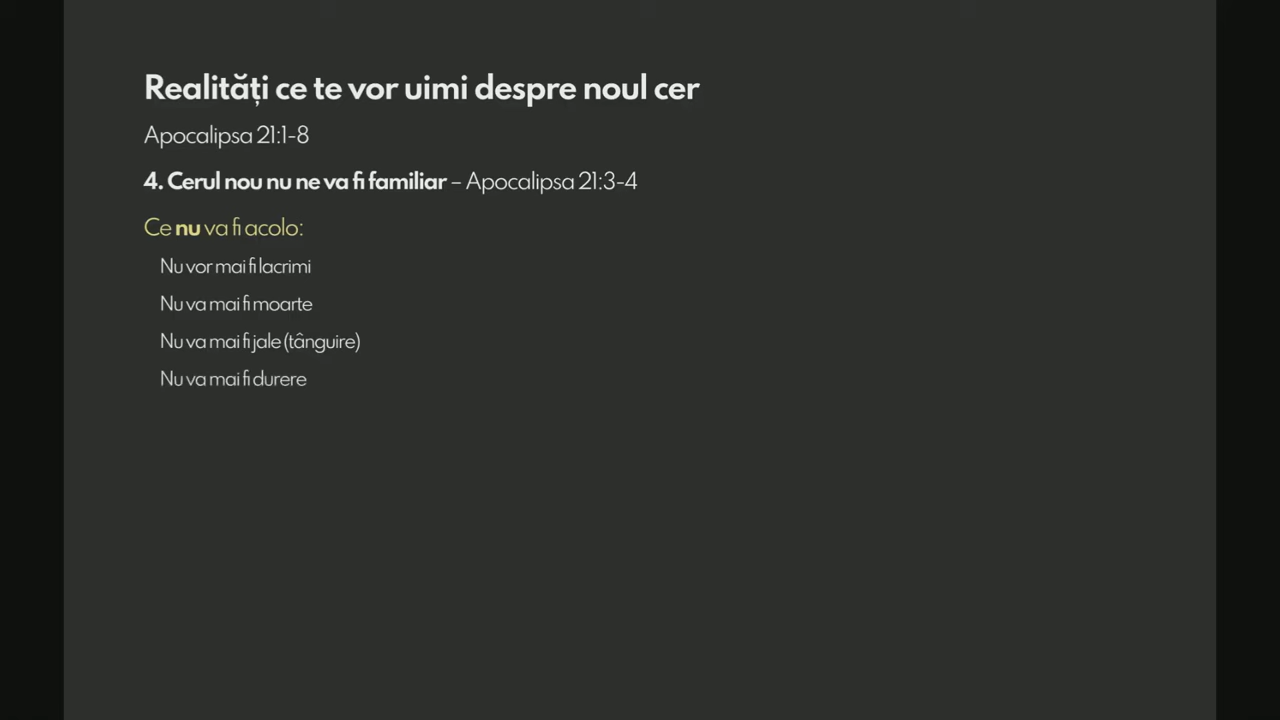 Realități ce te vor uimi despre noul cer
Apocalipsa 21:1-8
4. Cerul nou nu ne va fi familiar – Apocalipsa 21:3-4
Ce nu va fi acolo:
Nu vor mai fi lacrimi
Nu va mai fi moarte
Nu va mai fi jale (tânguire)
Nu va mai fi durere